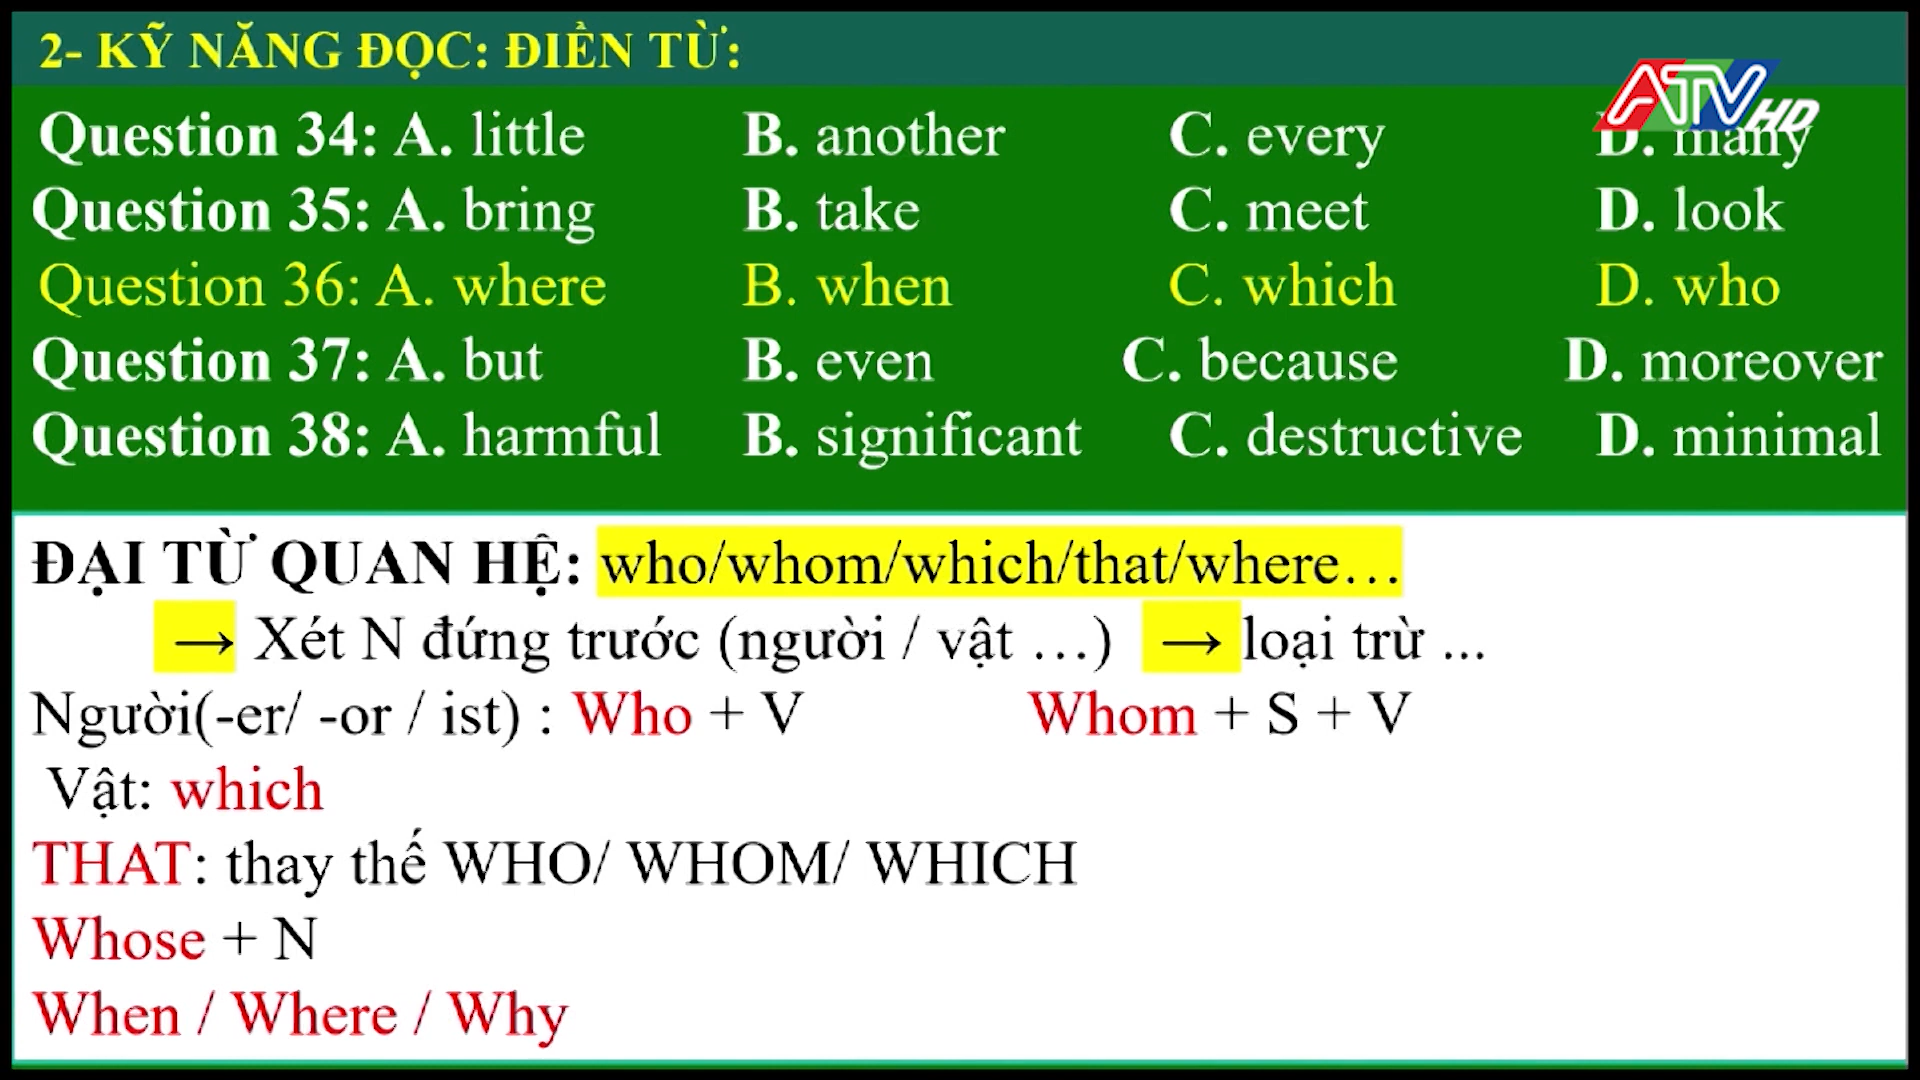 2- KỸ NĂNG ĐỌC: ĐIỀN TỪ:
ATV HD
Question 34: A. little B. another C. every D. many
Question 35: A. bring B. take C. meet D. look
Question 36: A. where B. when C. which D. who
Question 37: A. but B. even C. because D. moreover
Question 38: A. harmful B. significant C. destructive D. minimal
ĐẠI TỪ QUAN HỆ: who/whom/which/that/where…
→ Xét N đứng trước (người / vật …) → loại trừ ...
Người(-er/ -or / ist) : Who + V Whom + S + V
Vật: which
THAT: thay thế WHO/ WHOM/ WHICH
Whose + N
When / Where / Why